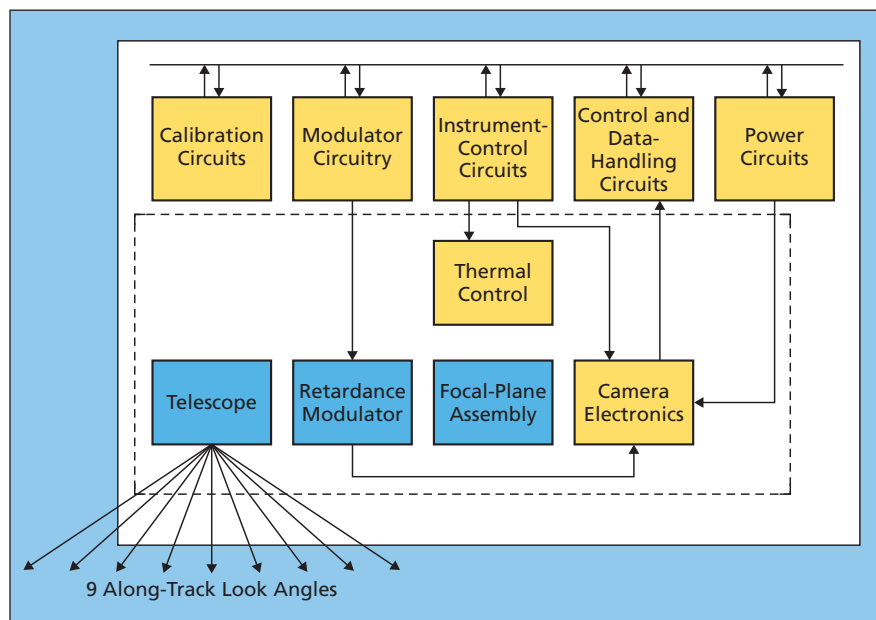 Calibration
Circuits
Modulator
Circuitry
Instrument-
Control
Circuits
Control and
Data-
Handling
Circuits
Power
Circuits
Thermal
Control
Telescope
Retardance
Modulator
Focal-Plane
Assembly
Camera
Electronics
9 Along-Track Look Angles